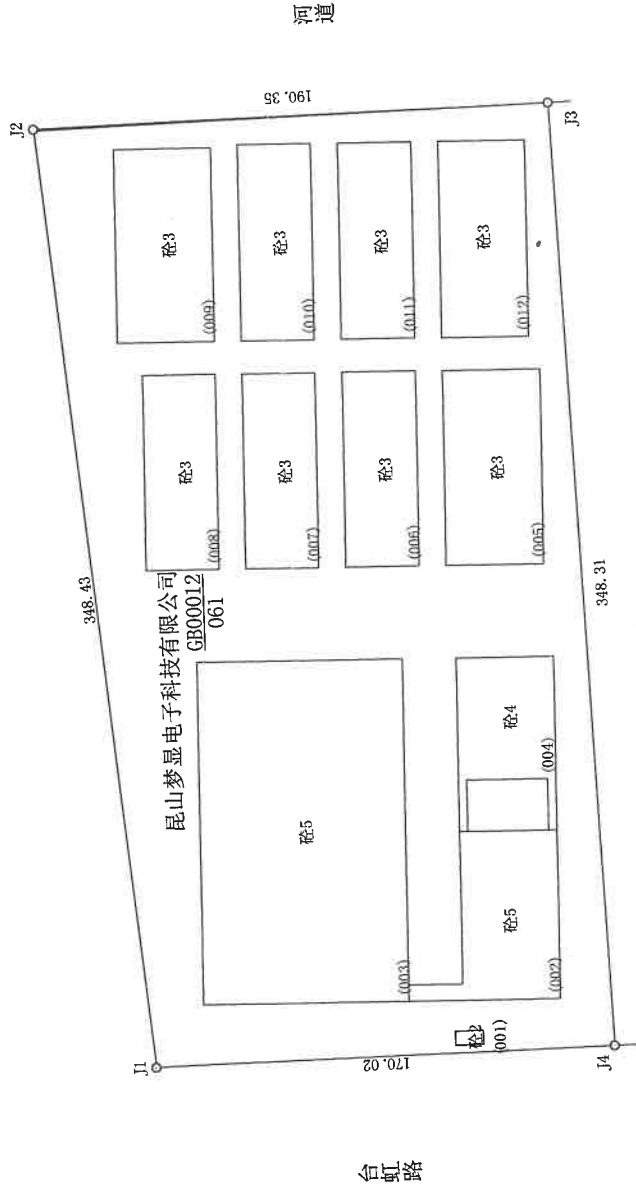 河道
J2
190.35
J3
348.43
砼3
(009)
砼3
(010)
砼3
(011)
砼3
(012)
砼3
(008)
砼3
(007)
砼3
(006)
砼3
(005)
昆山梦显电子科技有限公司
GB00012
061
348.31
砼5
(003)
砼4
(004)
砼5
(002)
砼2
(001)
J1
170.02
J4
台虹路